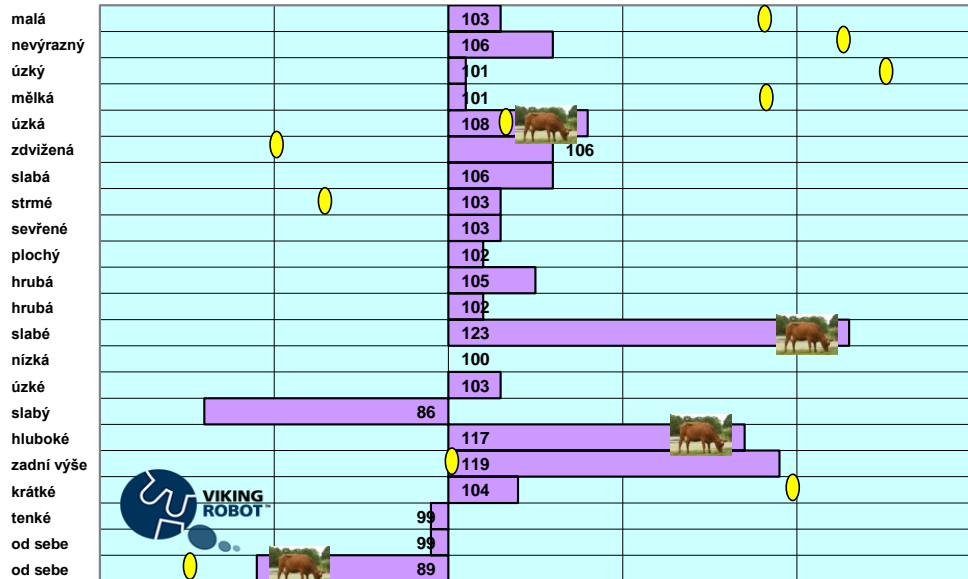 malá 103
nevýrazný 106
úzký 101
mělká 101
úzká 108
zdvižená 106
slabá 106
strmé 103
sevřené 103
plochý 102
hrubá 105
hrubá 102
slabé 123
nízká 100
úzké 103
slabý 86
hluboké 117
zadní výše 119
krátké 104
VIKING
ROBOT™
tenké 99
od sebe 99
od sebe 89